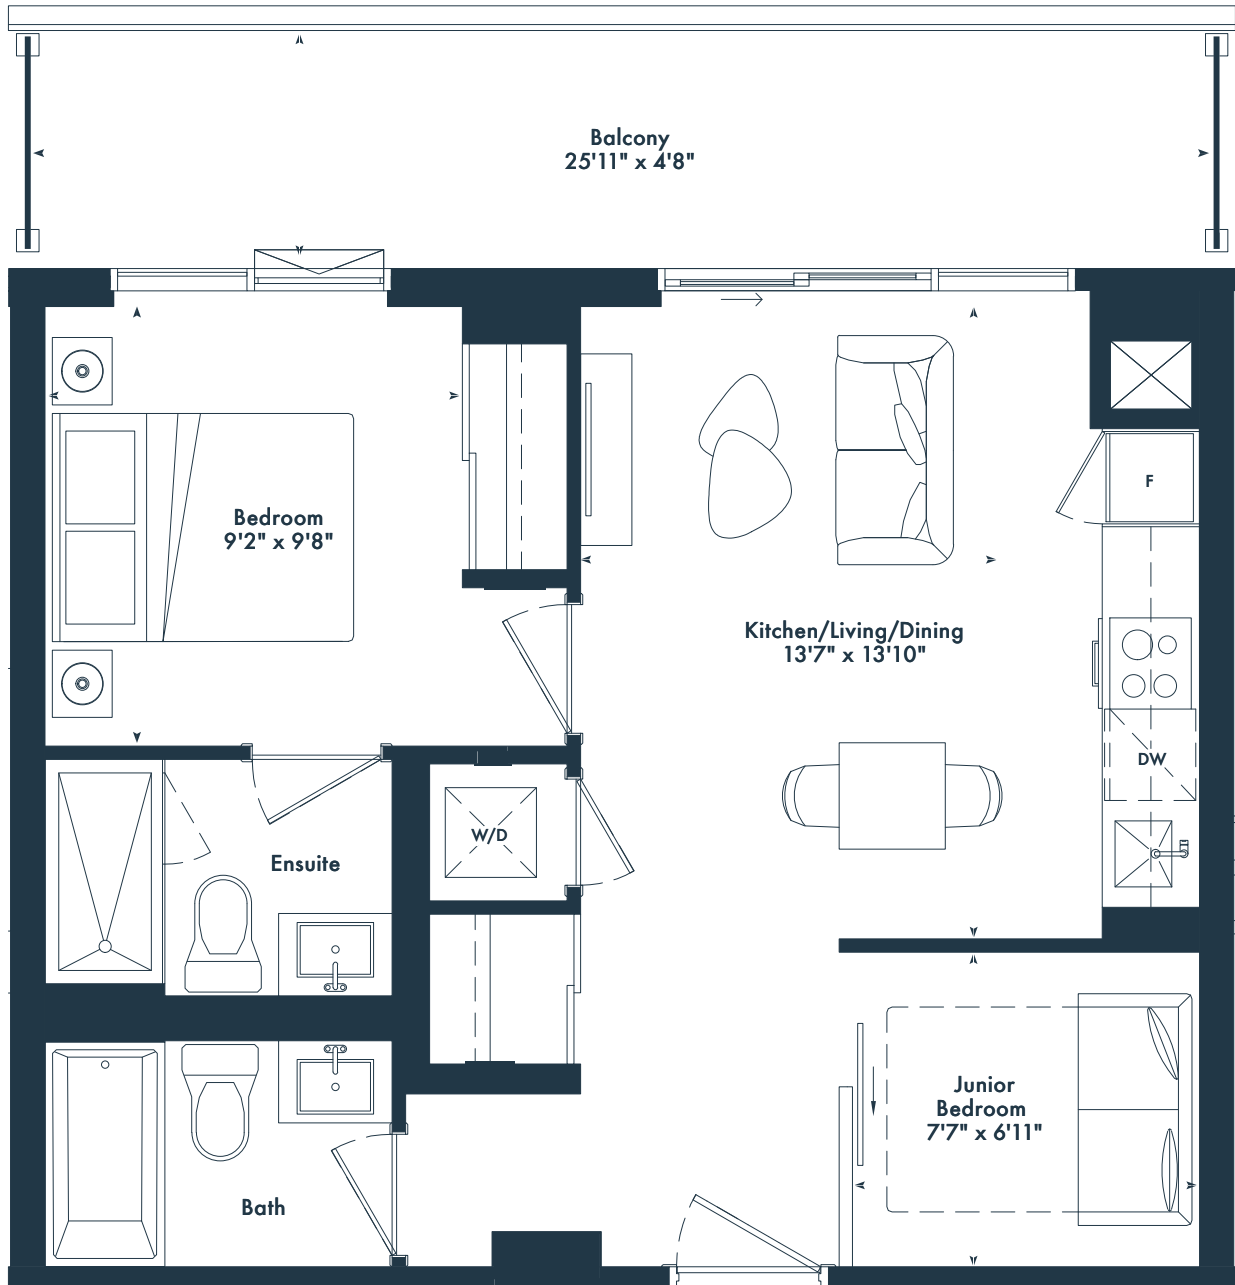 Balcony
25'11" x 4'8"
F
Bedroom
9'2" x 9'8"
Kitchen/Living/Dining
13'7" x 13'10"
DW
W/D
Ensuite
Junior
Bedroom
7'7" x 6'11"
Bath